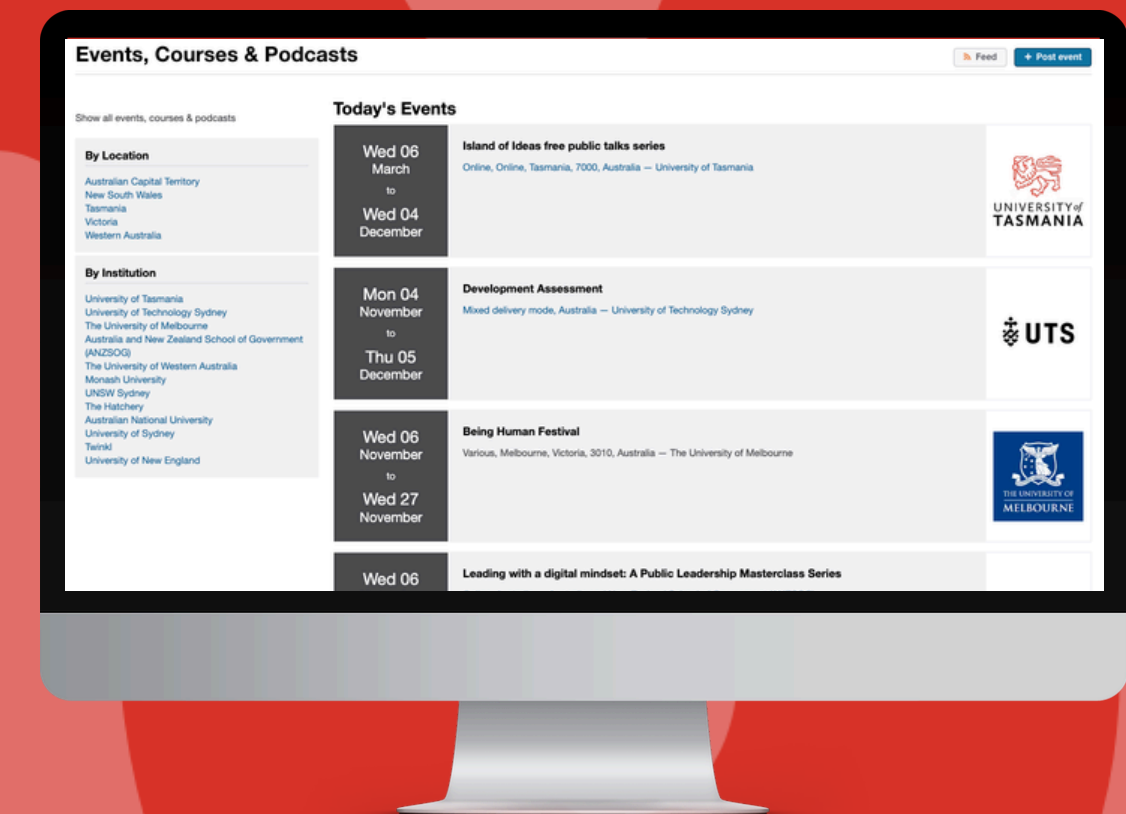 Events, Courses & Podcasts
Feed
+ Post event
Show all events, courses & podcasts
By Location
Australian Capital Territory
New South Wales
Tasmania
Victoria
Western Australia
By Institution
University of Tasmania
University of Technology Sydney
The University of Melbourne
Australia and New Zealand School of Government
(ANZSOG)
The University of Western Australia
Monash University
UNSW Sydney
The Hatchery
Australian National University
University of Sydney
Twinkl
University of New England
Today's Events
Wed 06
March
to
Wed 04
December
Island of Ideas free public talks series
Online, Online, Tasmania, 7000, Australia — University of Tasmania
UNIVERSITY of
TASMANIA
Mon 04
November
to
Thu 05
December
Development Assessment
Mixed delivery mode, Australia — University of Technology Sydney
UTS
Wed 06
November
to
Wed 27
November
Being Human Festival
Various, Melbourne, Victoria, 3010, Australia — The University of Melbourne
THE UNIVERSITY OF
MELBOURNE
Wed 06
Leading with a digital mindset: A Public Leadership Masterclass Series